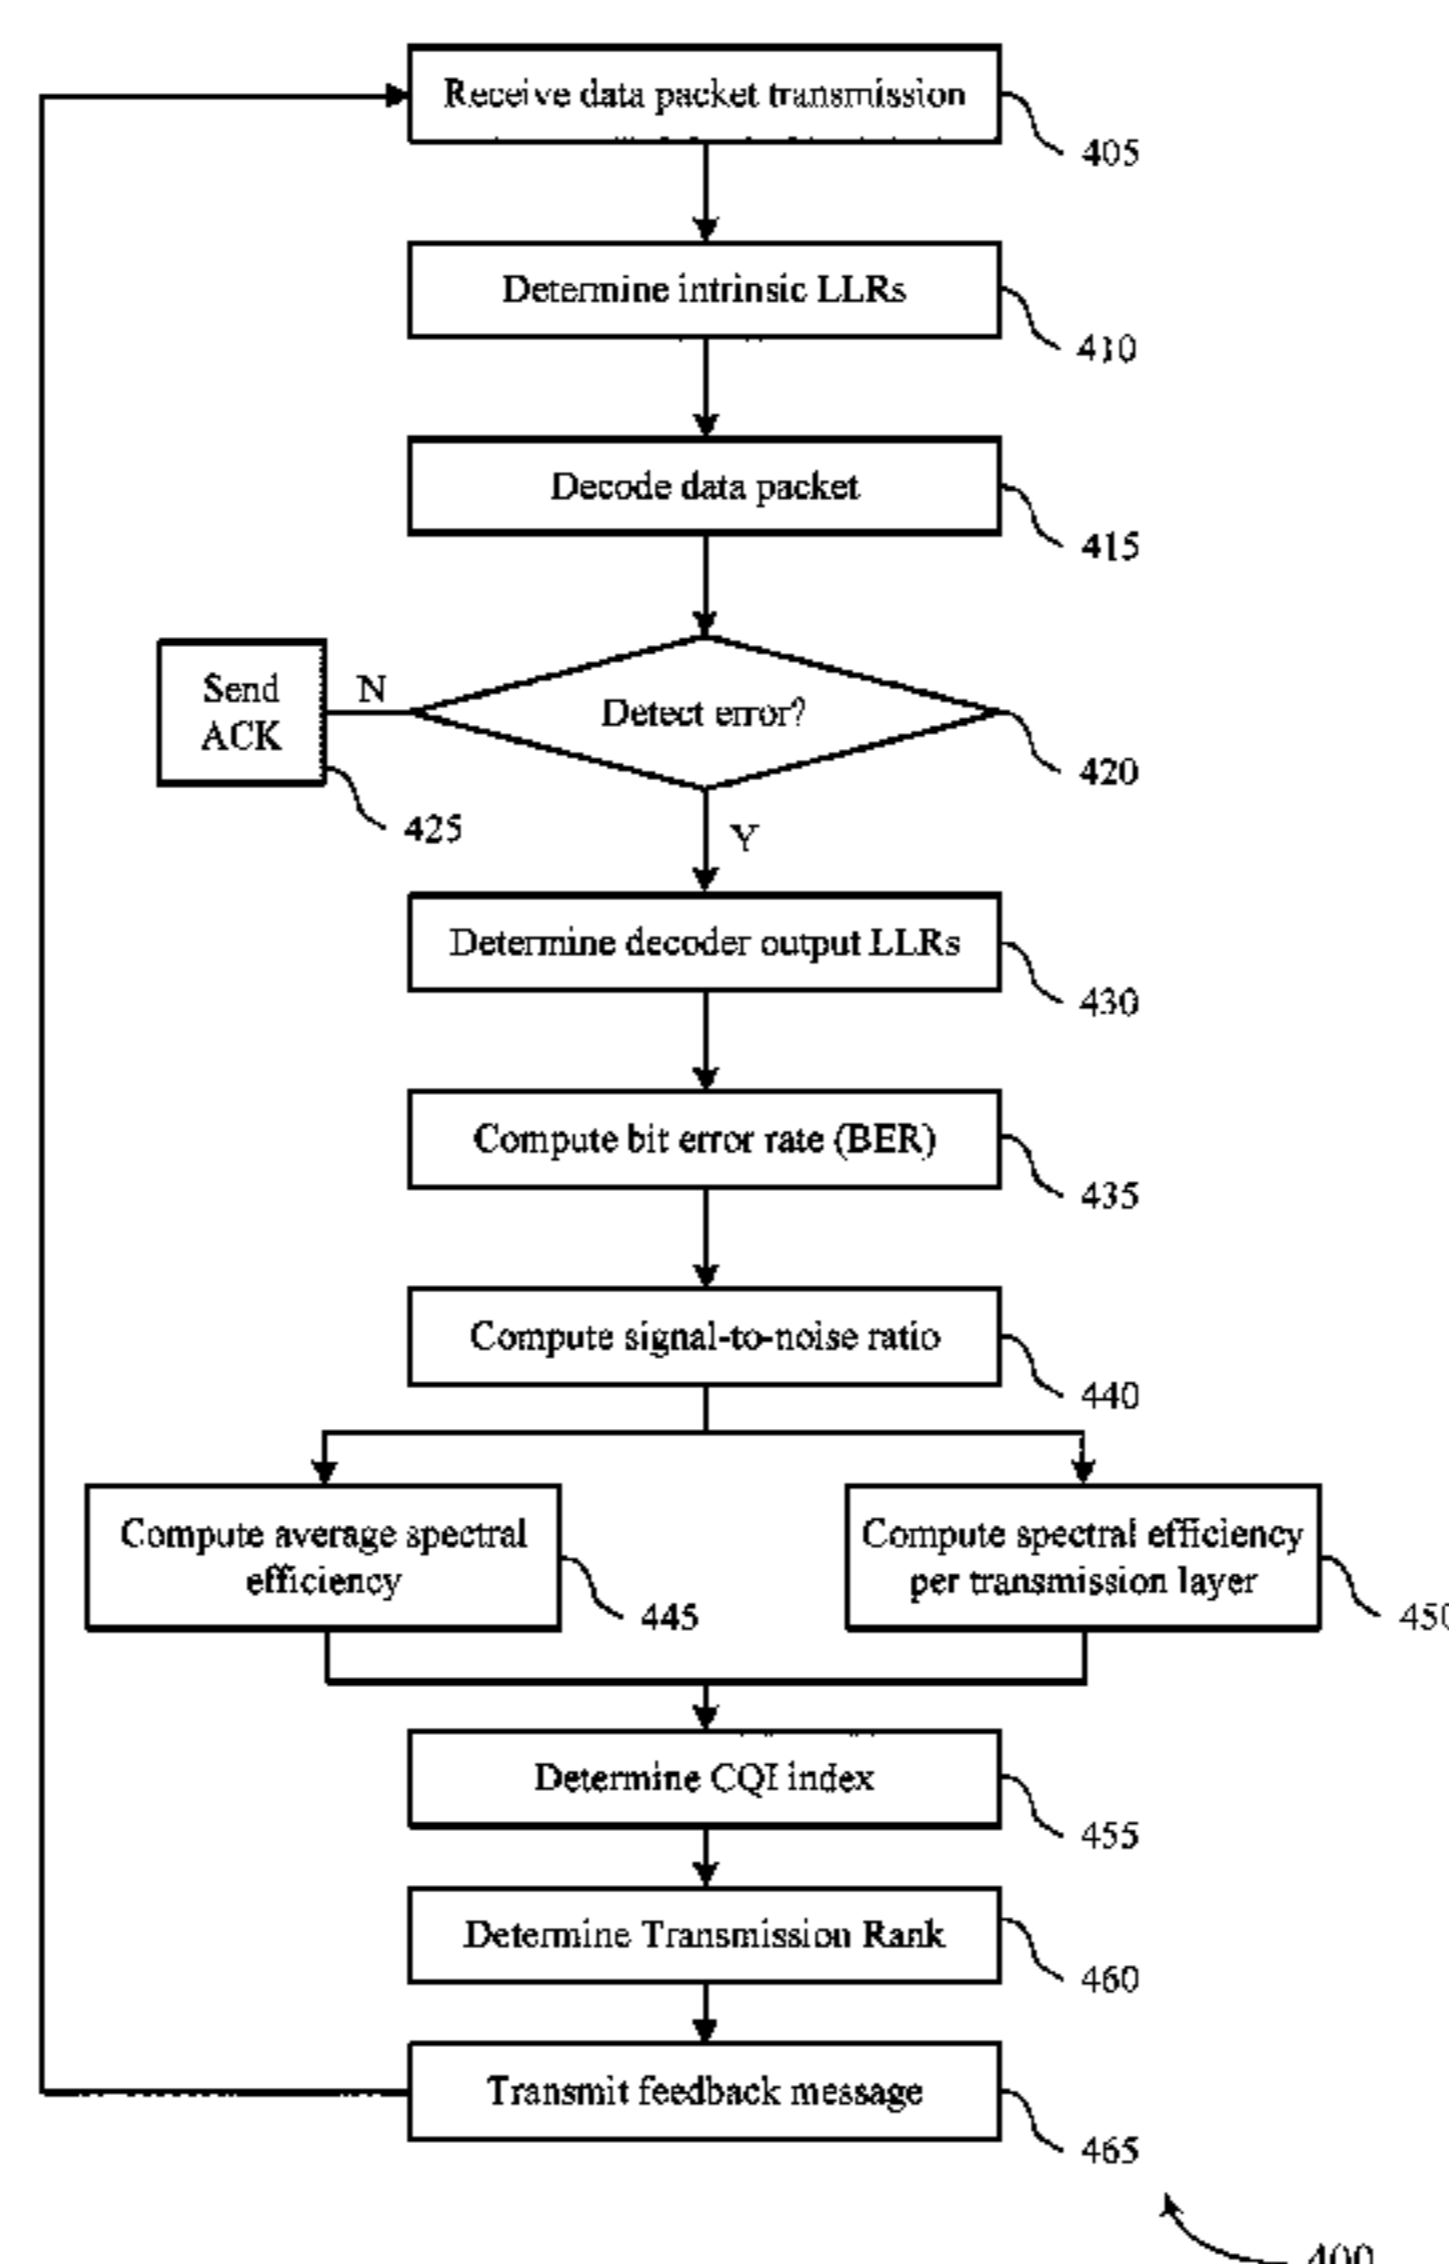 Receive data packet transmission
405
Determine intrinsic LLRs
410
Decode data packet
415
Send
ACK
N
Detect error?
420
425
Y
Determine decoder output LLRs
430
Compute bit error rate (BER)
435
Compute signal-to-noise ratio
440
Compute average spectral
efficiency
445
Compute spectral efficiency
per transmission layer
450
Determine CQI index
455
Determine Transmission Rank
460
Transmit feedback message
465
400